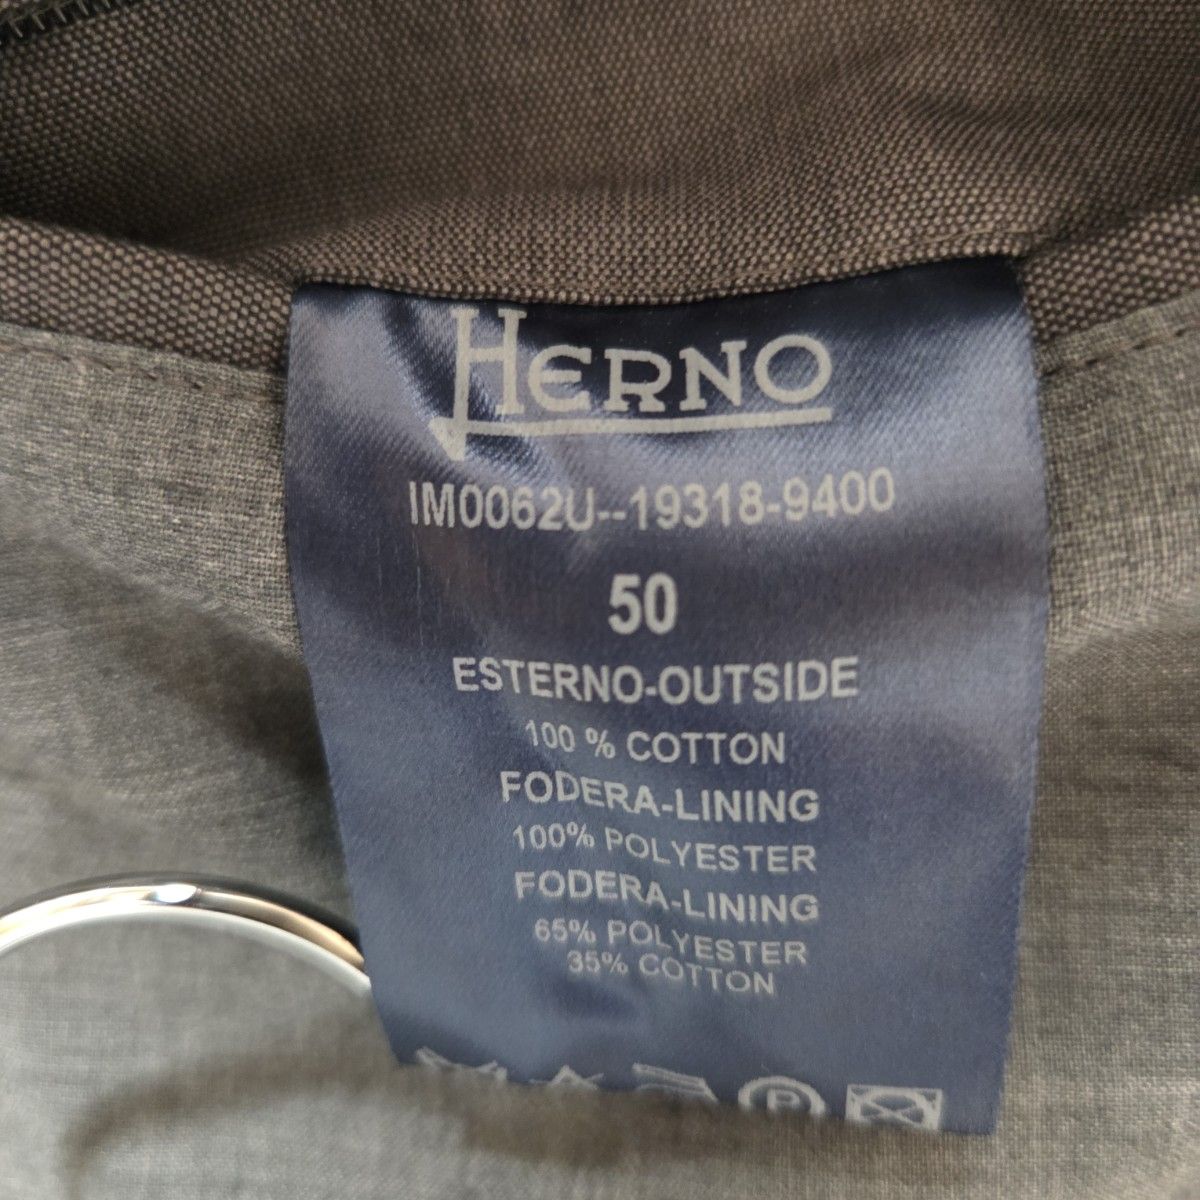 HERNO
IM0062U--19318-9400
50
ESTERNO-OUTSIDE
100 % COTTON
FODERA-LINING
100% POLYESTER
FODERA-LINING
65% POLYESTER
35% COTTON
P